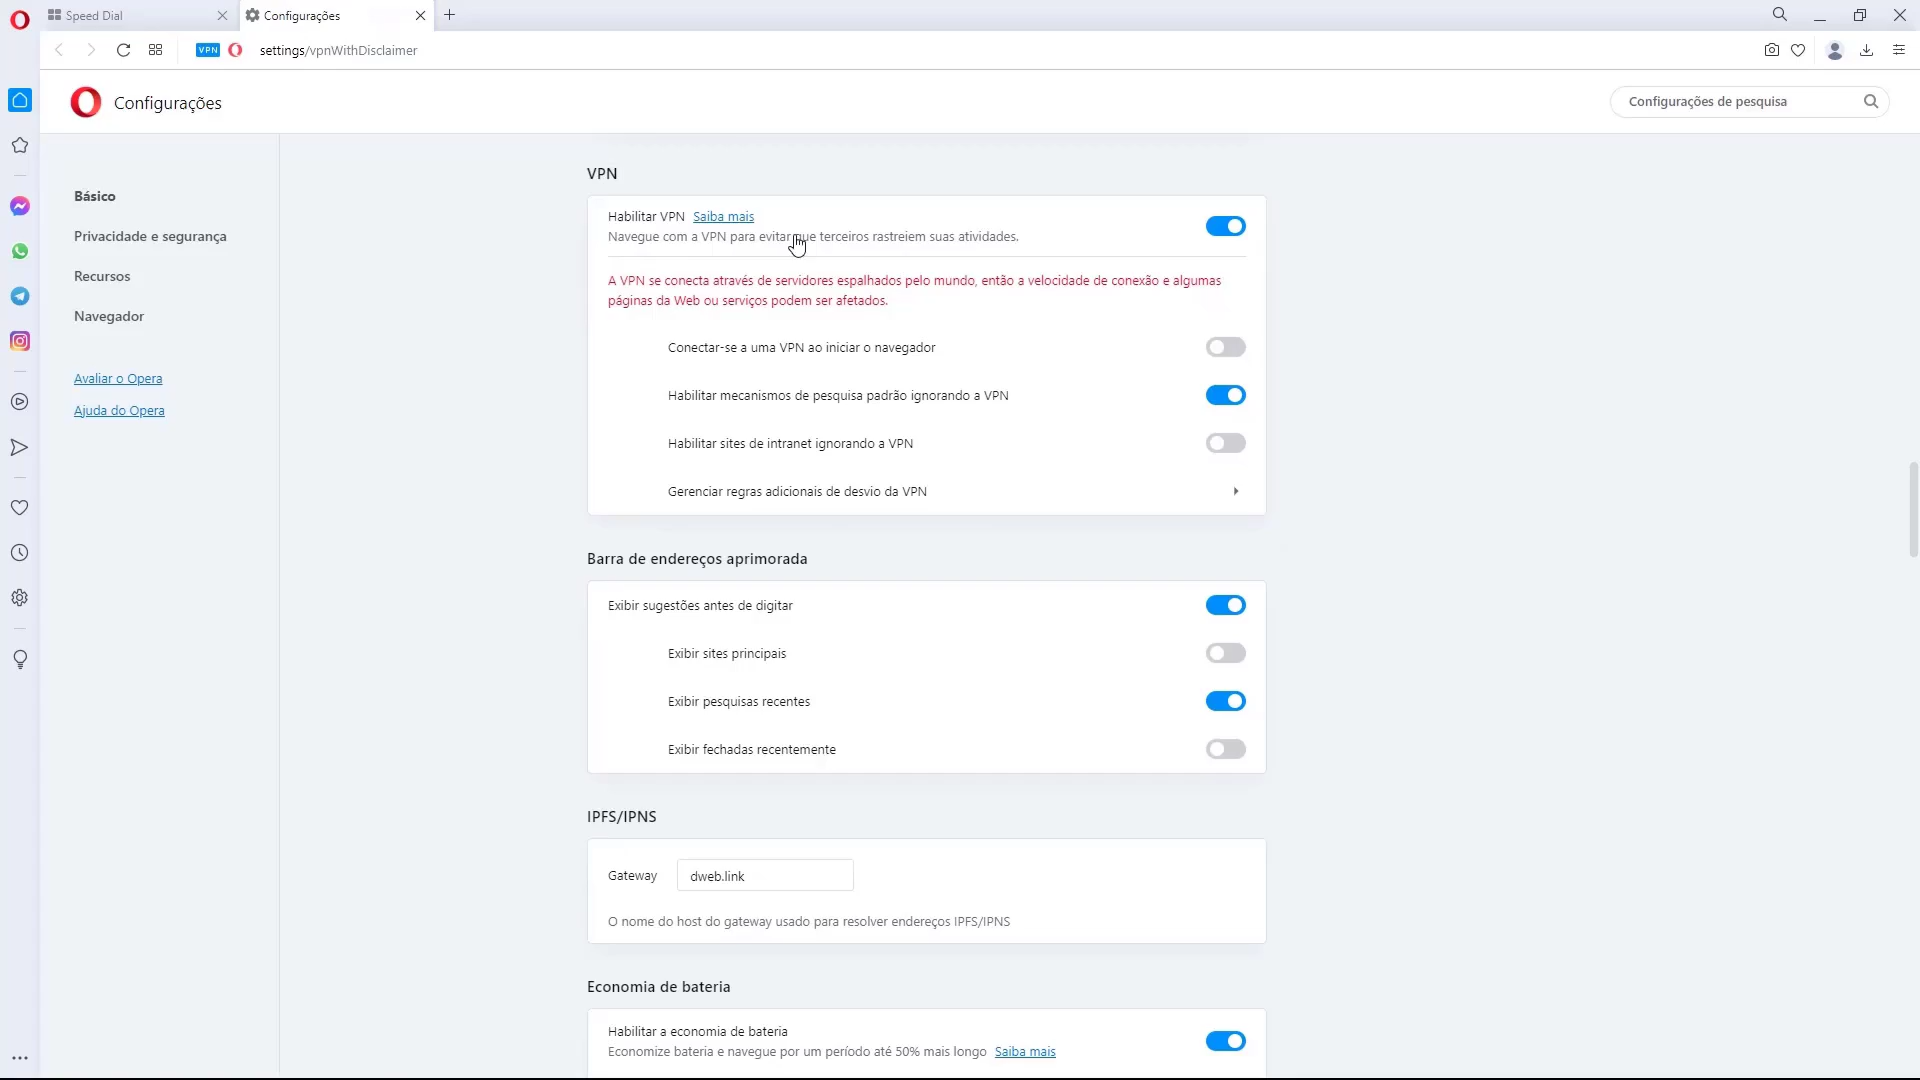 Speed Dial
Configurações
VPN
settings/vpnWithDisclaimer
Configurações
Configurações de pesquisa
Básico
Privacidade e segurança
Recursos
Navegador
Avaliar o Opera
Ajuda do Opera
VPN
Habilitar VPN Saiba mais
Navegue com a VPN para evitar que terceiros rastreiem suas atividades.
A VPN se conecta através de servidores espalhados pelo mundo, então a velocidade de conexão e algumas
páginas da Web ou serviços podem ser afetados.
Conectar-se a uma VPN ao iniciar o navegador
Habilitar mecanismos de pesquisa padrão ignorando a VPN
Habilitar sites de intranet ignorando a VPN
Gerenciar regras adicionais de desvio da VPN
Barra de endereços aprimorada
Exibir sugestões antes de digitar
Exibir sites principais
Exibir pesquisas recentes
Exibir fechadas recentemente
IPFS/IPNS
Gateway dweb.link
O nome do host do gateway usado para resolver endereços IPFS/IPNS
Economia de bateria
Habilitar a economia de bateria
Economize bateria e navegue por um período até 50% mais longo Saiba mais